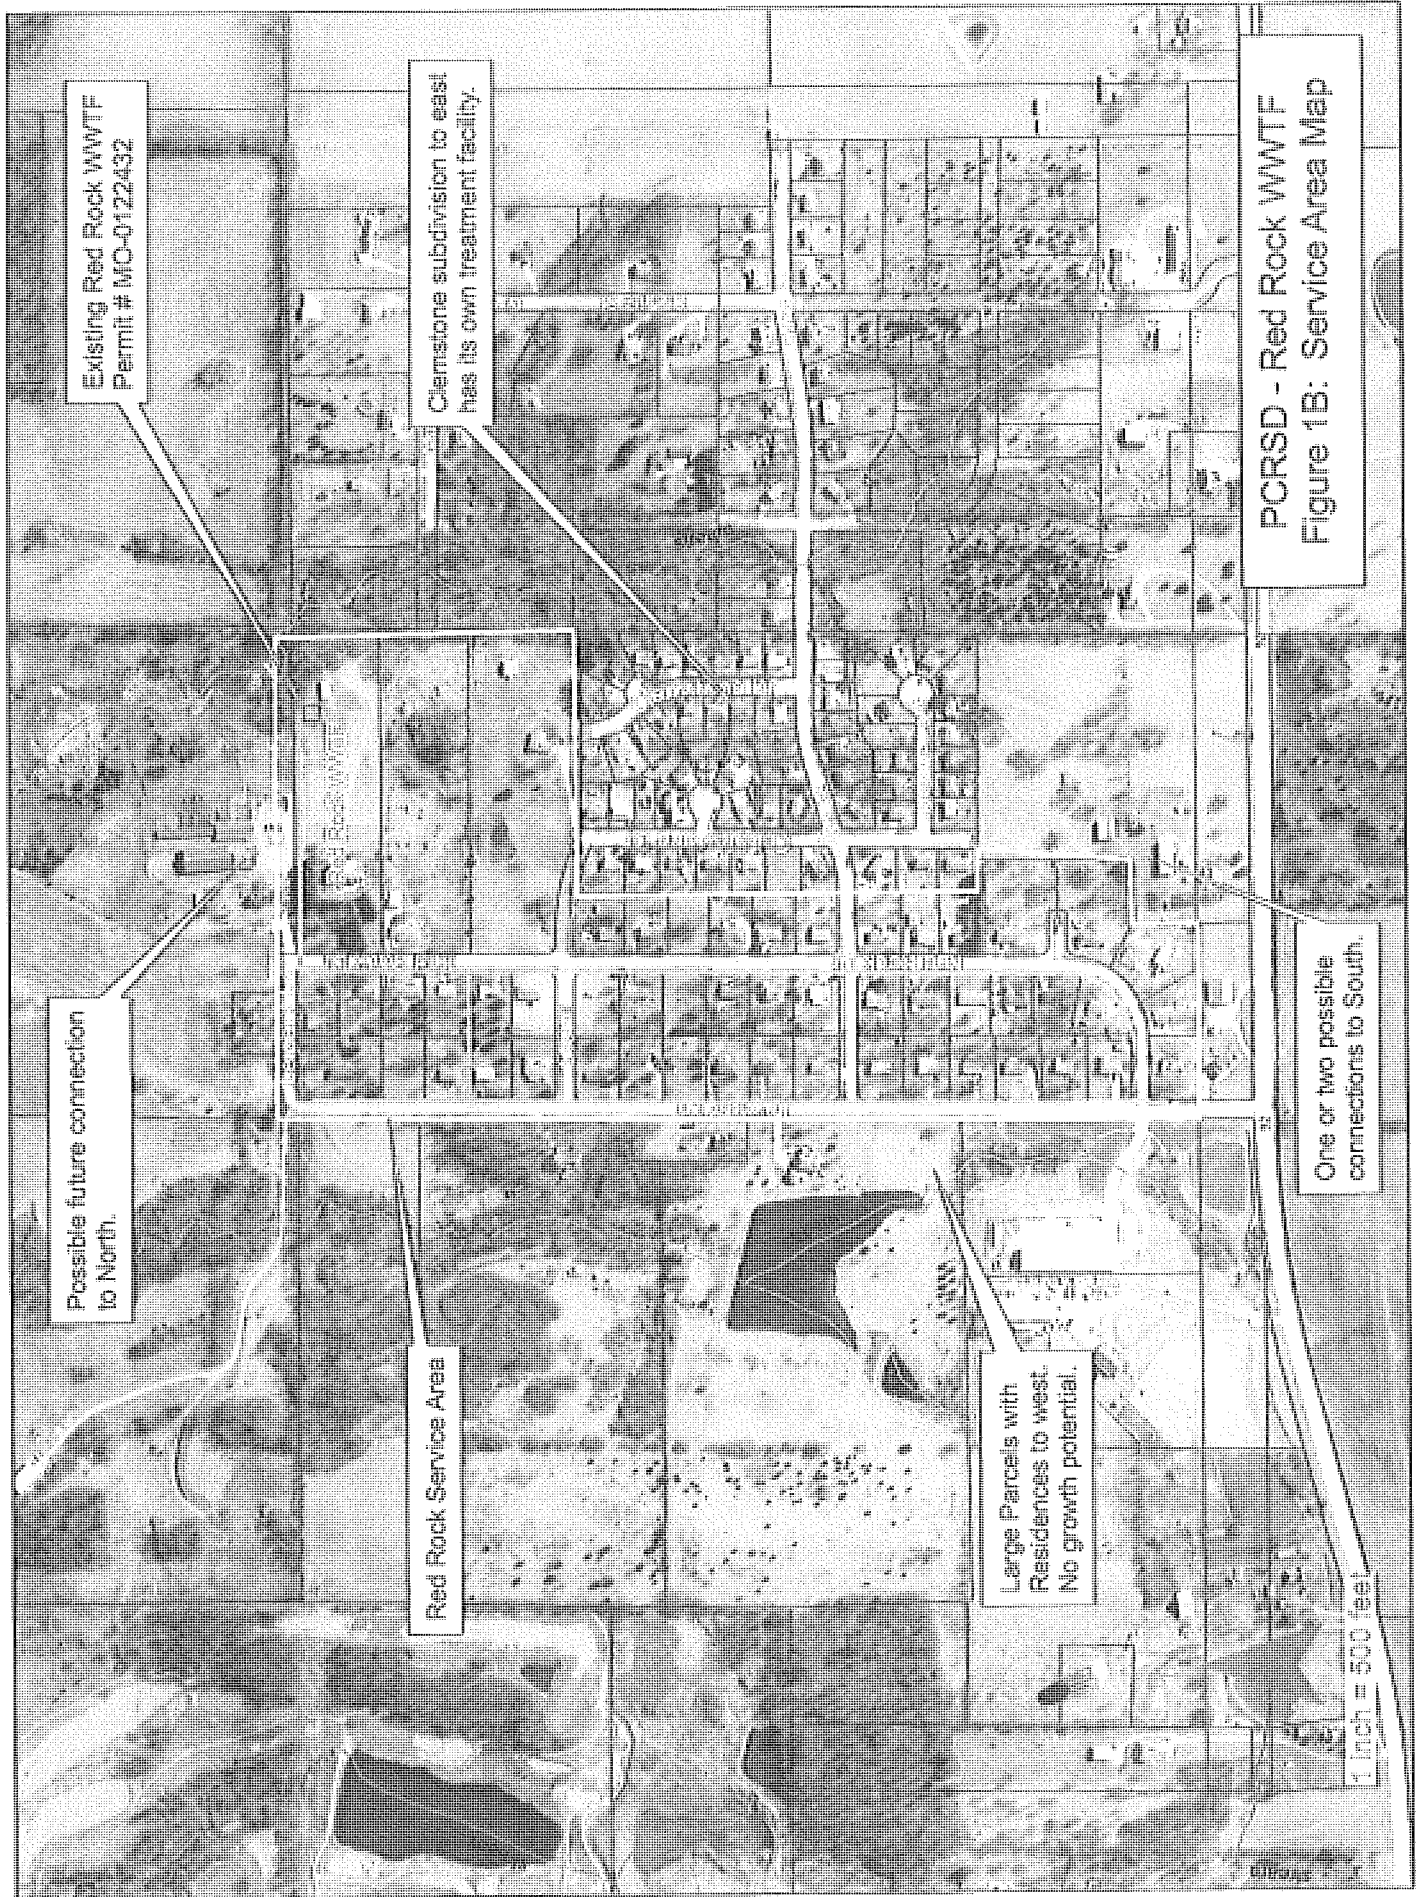 Existing Red Rock WWTF
Permit # MO-0122432
Clemstone subdivision to east
has its own treatment facility.
Possible future connection
to North.
Red Rock Service Area
Large Parcels with
Residences to west.
No growth potential.
One or two possible
connections to South.
PCRSD - Red Rock WWTF
Figure 1B: Service Area Map
1 inch = 500 feet